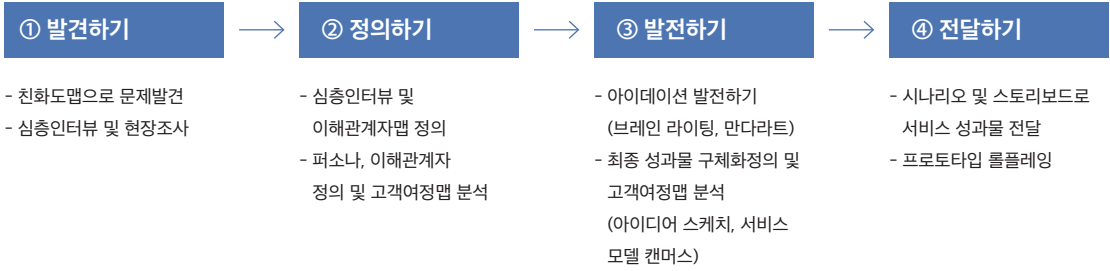 ① 발견하기
- 친화도맵으로 문제발견
- 심층인터뷰 및 현장조사
② 정의하기
- 심층인터뷰 및
이해관계자맵 정의
- 퍼소나, 이해관계자
정의 및 고객여정맵 분석
③ 발전하기
- 아이데이션 발전하기
(브레인 라이팅, 만다라트)
- 최종 성과물 구체화정의 및
고객여정맵 분석
(아이디어 스케치, 서비스
모델 캔머스)
④ 전달하기
- 시나리오 및 스토리보드로
서비스 성과물 전달
- 프로토타입 롤플레잉